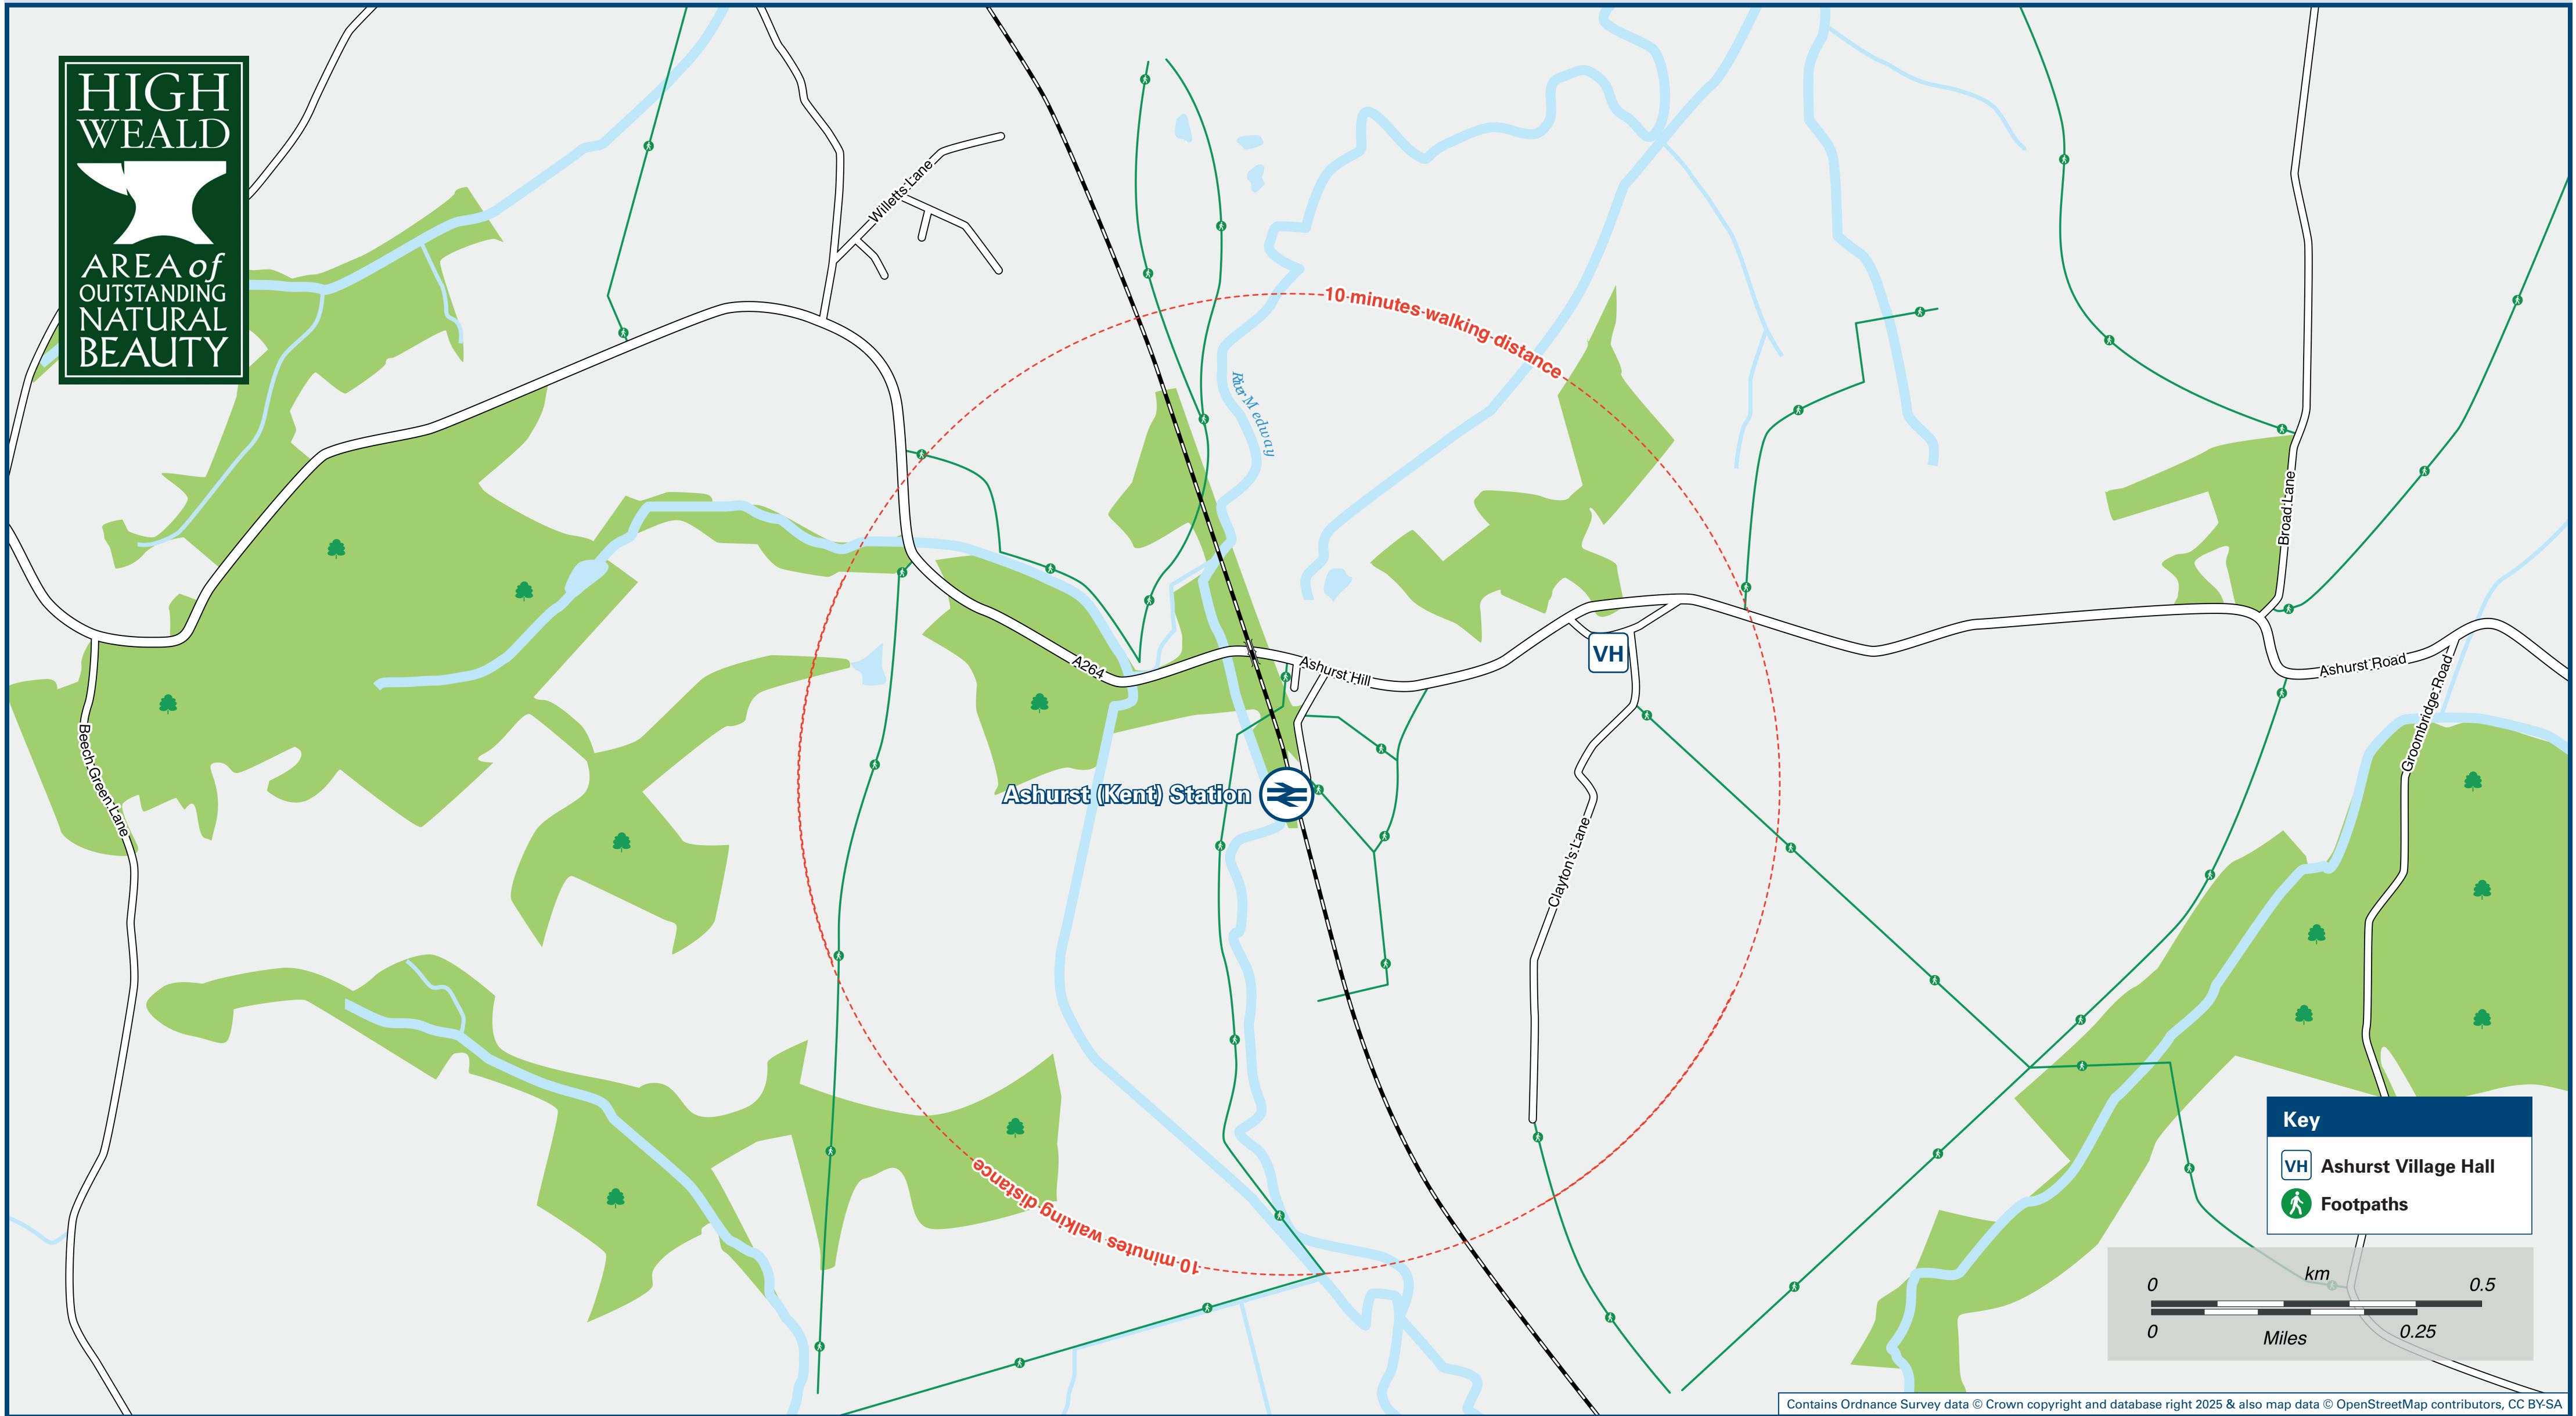 HIGH
WEALD
AREA of
OUTSTANDING
NATURAL
BEAUTY
Willetts Lane
10 minutes walking distance
River Medway
Broad Lane
A264
Ashurst Hill
VH
Ashurst Road
Groombridge Road
Beech Green Lane
Ashurst (Kent) Station
Clayton's Lane
10 minutes walking distance
Key
VH Ashurst Village Hall
Footpaths
km
0 0.5
0 0.25
Miles
Contains Ordnance Survey data © Crown copyright and database right 2025 & also map data © OpenStreetMap contributors, CC BY-SA